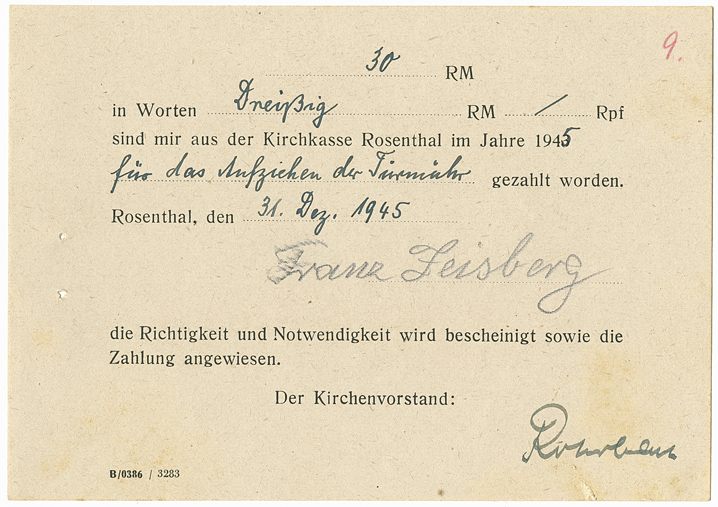 9.
30 RM
in Worten Dreißig RM / Rpf
sind mir aus der Kirchkasse Rosenthal im Jahre 1945
für das Aufziehen der Turmuhr gezahlt worden.
Rosenthal, den 31. Dez. 1945
Franz Zeisberg
die Richtigkeit und Notwendigkeit wird bescheinigt sowie die
Zahlung angewiesen.
Der Kirchenvorstand:
B/0386 / 3283